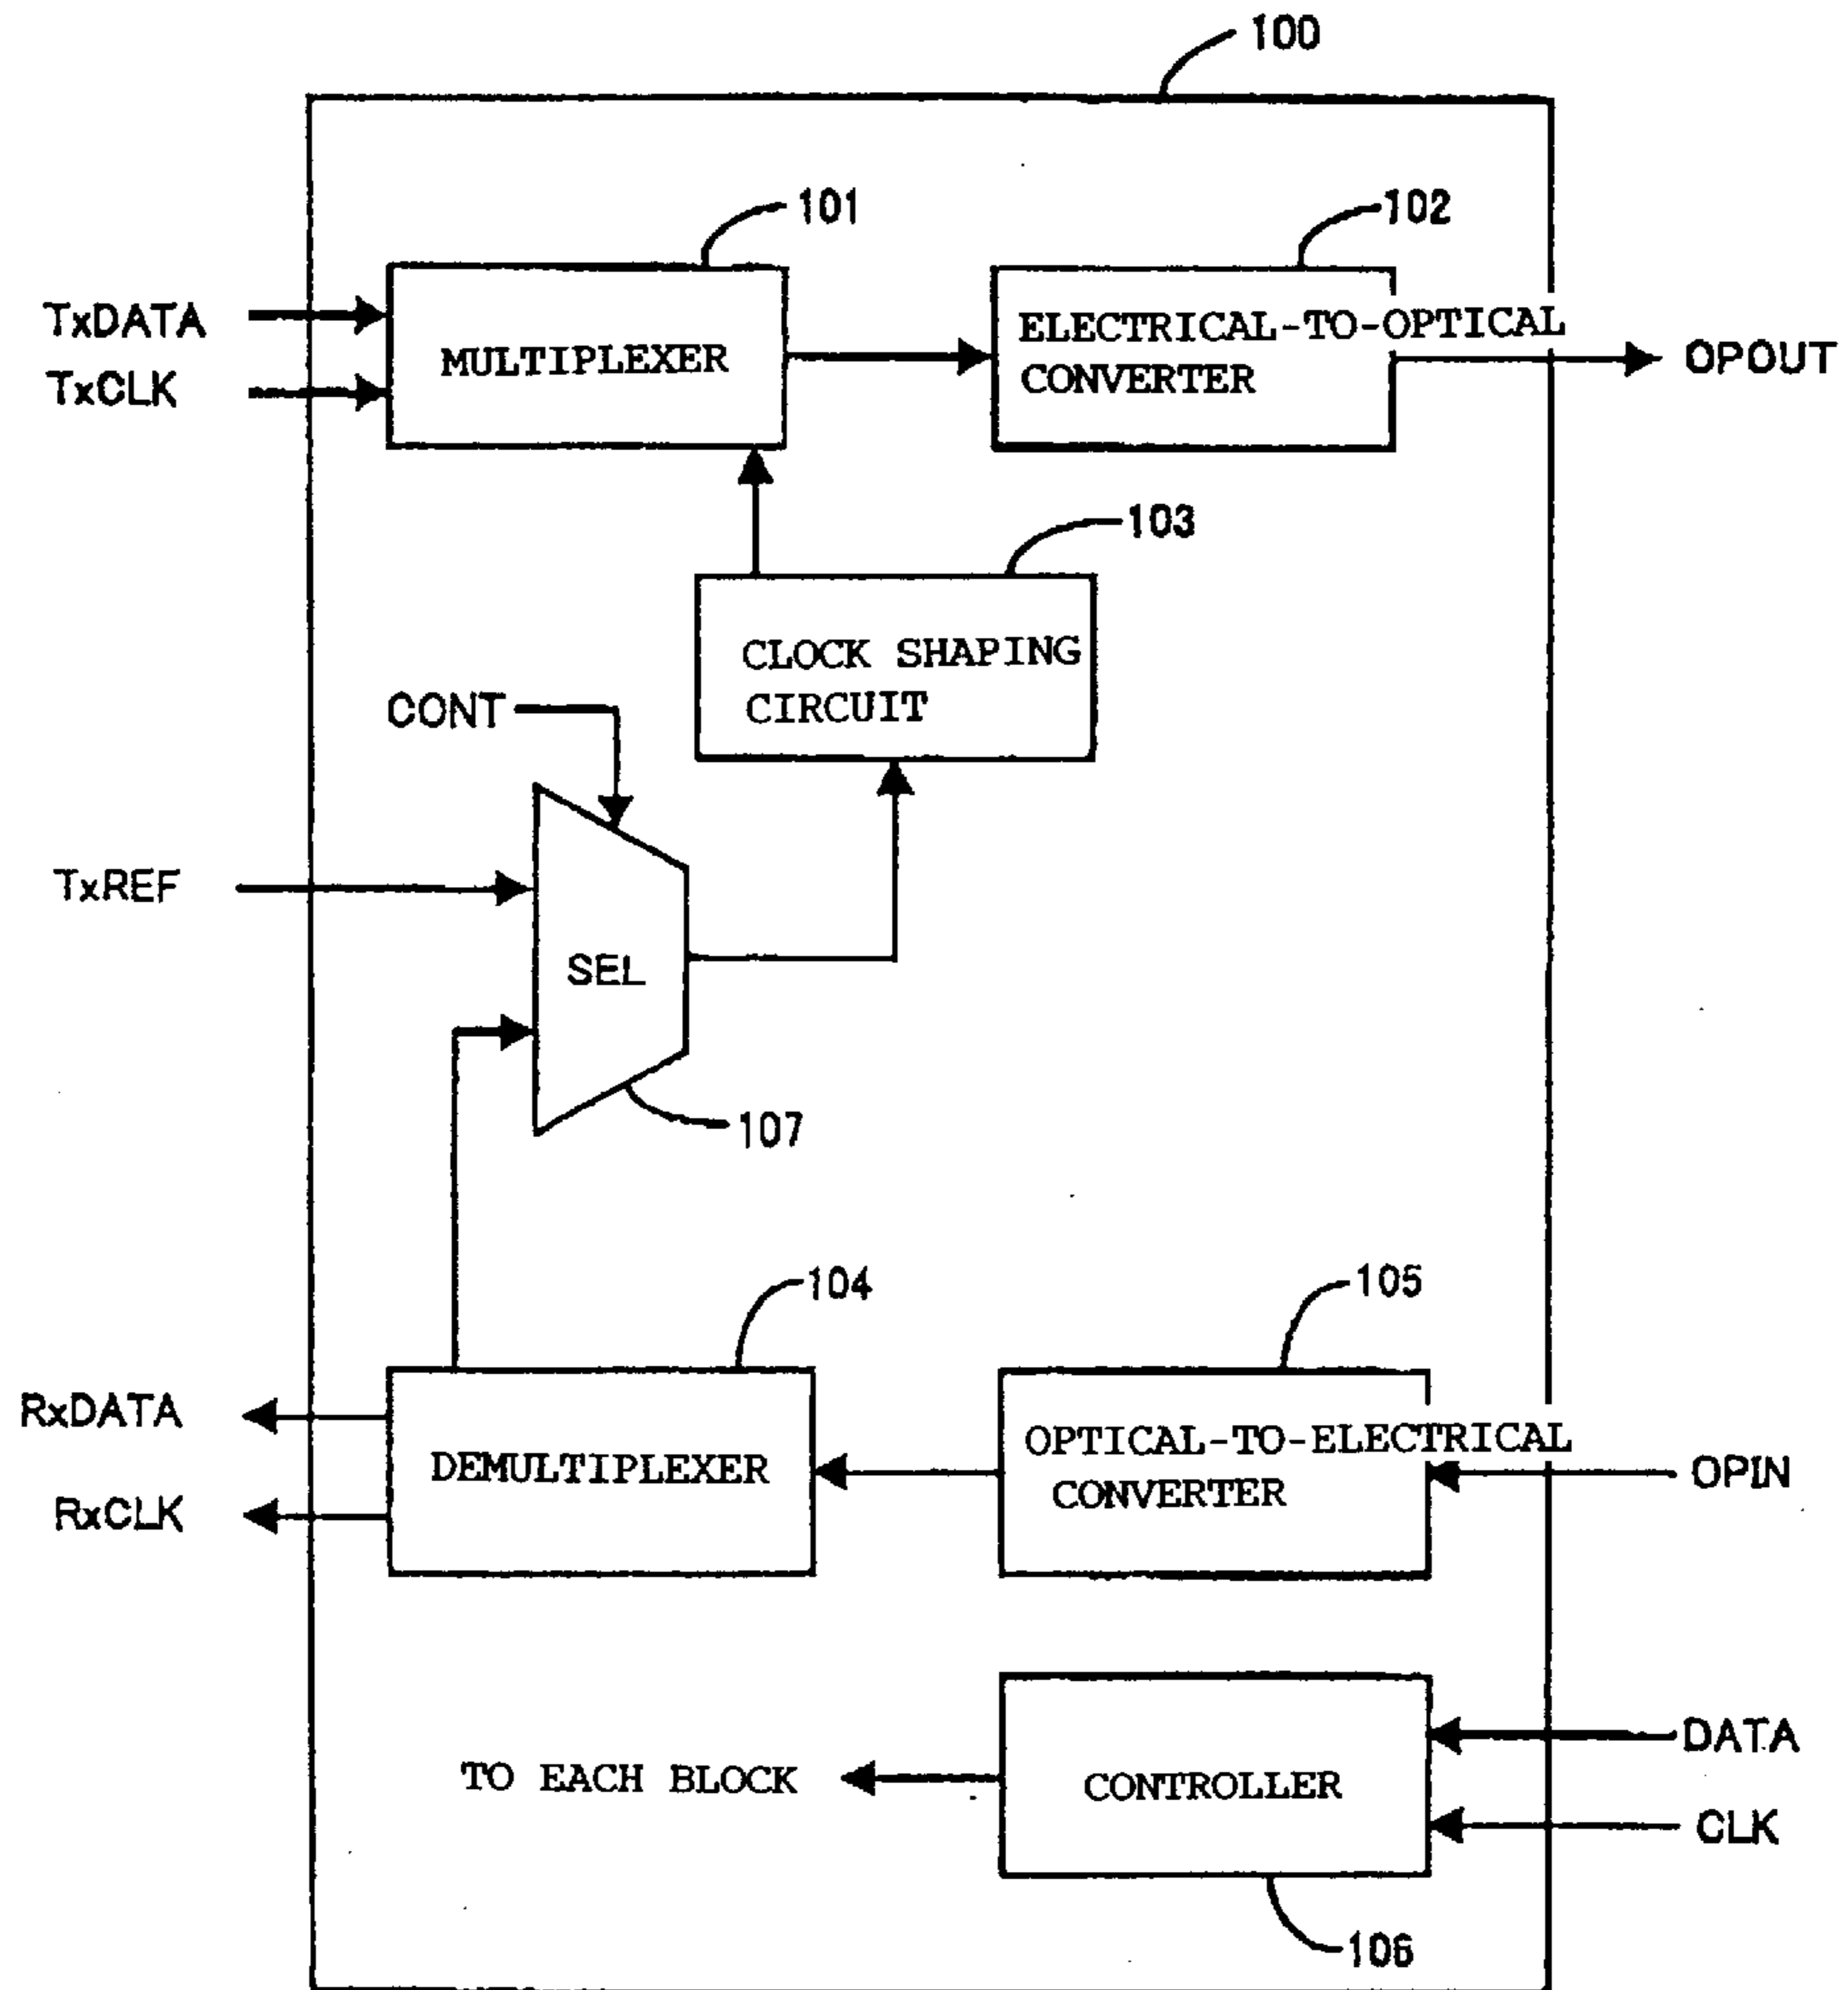 100
101
102
TxDATA
TxCLK
MULTIPLEXER
ELECTRICAL-TO-OPTICAL
CONVERTER
OPOUT
103
CLOCK SHAPING
CIRCUIT
CONT
TxREF
SEL
107
104
105
RxDATA
RxCLK
DEMULTIPLEXER
OPTICAL-TO-ELECTRICAL
CONVERTER
OPIN
TO EACH BLOCK
CONTROLLER
DATA
CLK
106